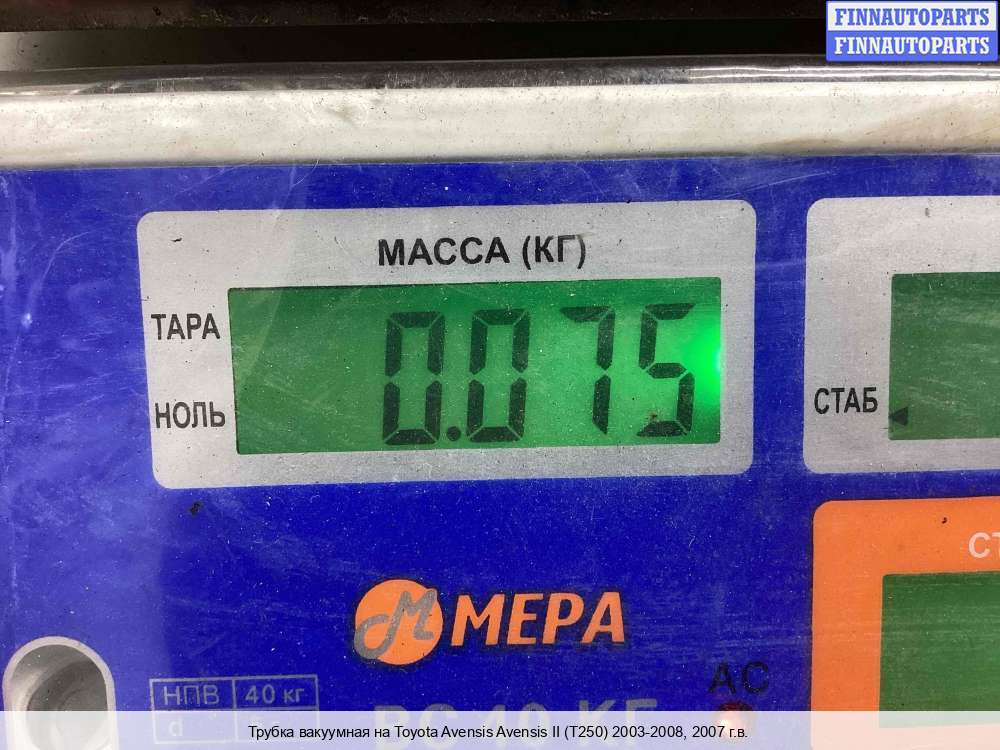 FINNAUTOPARTS
FINNAUTOPARTS
МАССА (КГ)
ТАРА
0.075
НОЛЬ
СТАБ
МЕРА
АС
НПВ 40 кг
d
Трубка вакуумная на Toyota Avensis Avensis II (T250) 2003-2008, 2007 г.в.